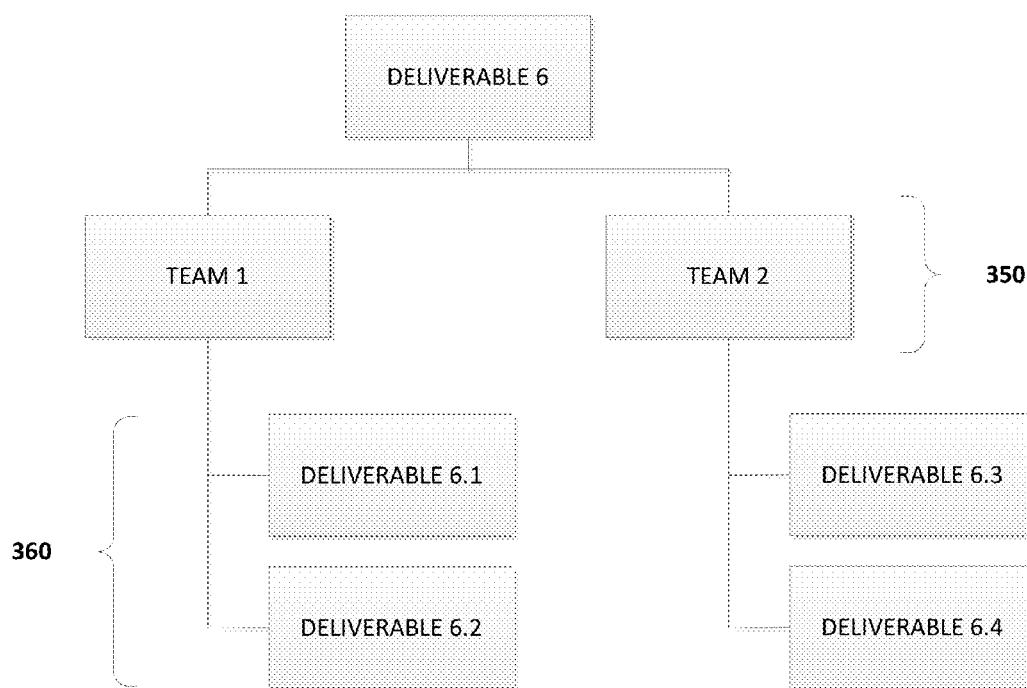 DELIVERABLE 6
TEAM 1
TEAM 2
350
DELIVERABLE 6.1
DELIVERABLE 6.3
360
DELIVERABLE 6.2
DELIVERABLE 6.4